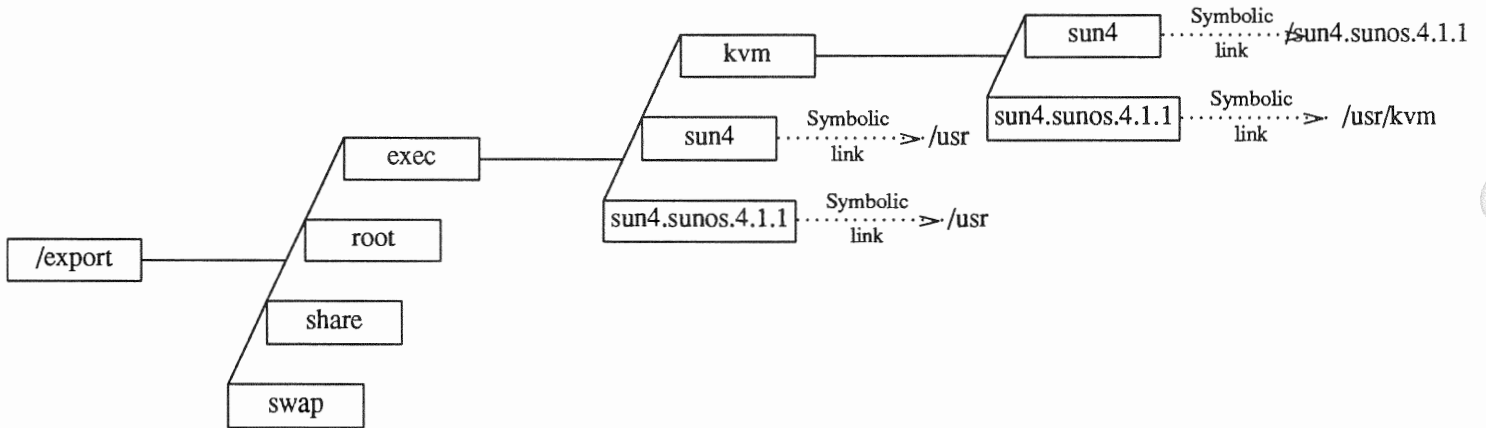 sun4
Symbolic
link
/sun4.sunos.4.1.1
kvm
sun4.sunos.4.1.1
Symbolic
link
/usr/kvm
sun4
Symbolic
link
/usr
exec
sun4.sunos.4.1.1
Symbolic
link
/usr
root
/export
share
swap